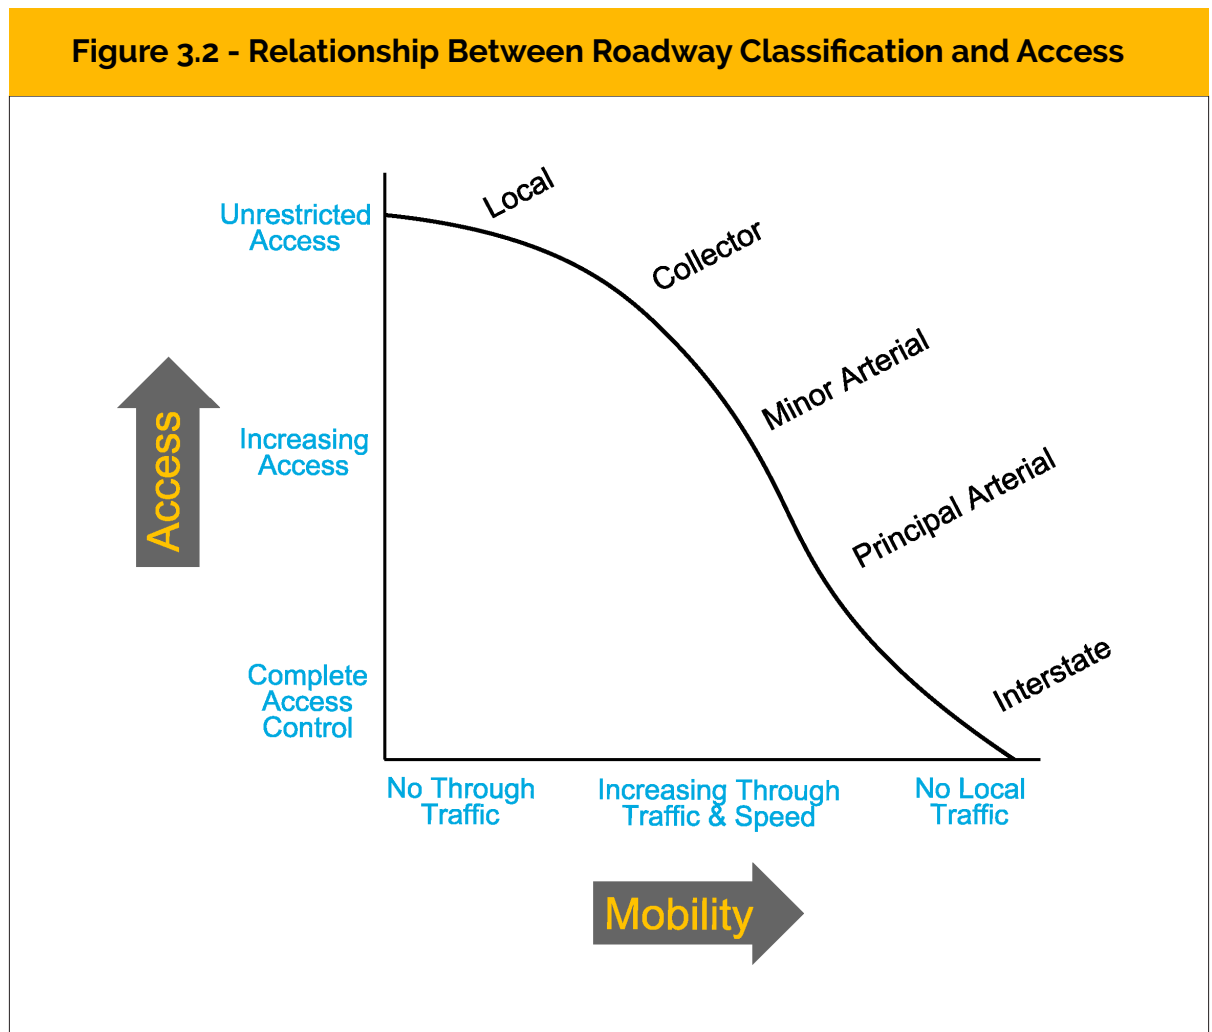 Figure 3.2 - Relationship Between Roadway Classification and Access
Local
Unrestricted
Access
Collector
Minor Arterial
Access
Increasing
Access
Principal Arterial
Interstate
Complete
Access
Control
No Through
Traffic
Increasing Through
Traffic & Speed
No Local
Traffic
Mobility